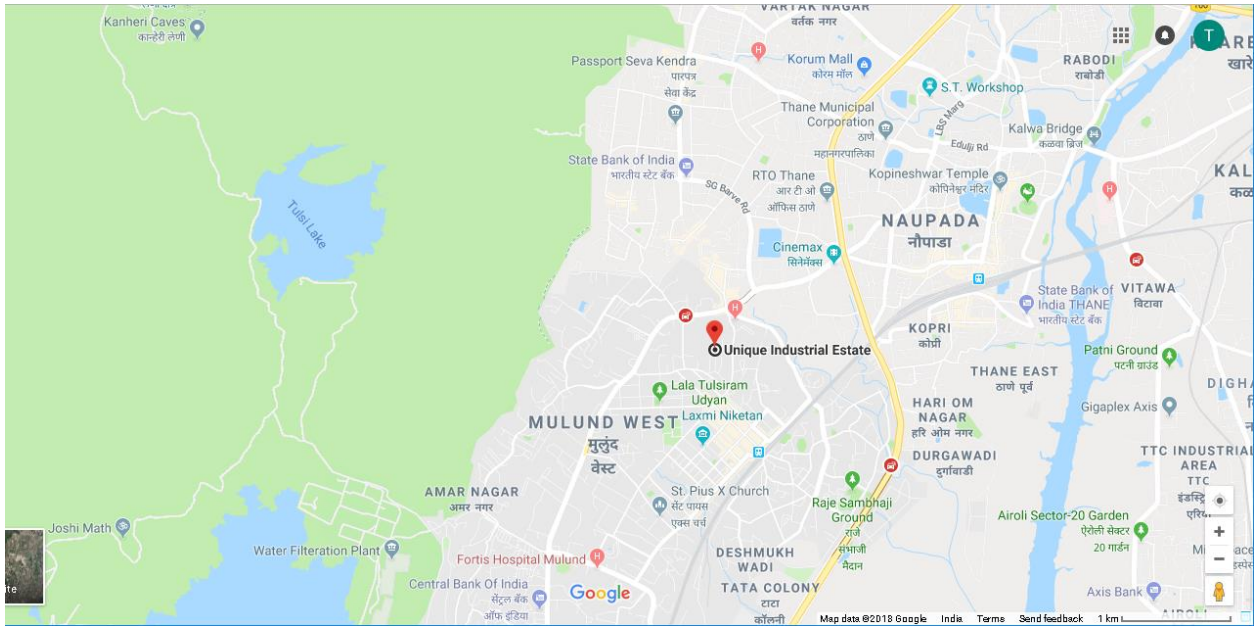 VARTAK NAGAR
वर्तक नगर
Kanheri Caves
कान्हेरी लेणी
T
Passport Seva Kendra
पारपत्र
सेवा केंद्र
Korum Mall
कोरम मॉल
RABODI
राबोडी
S.T. Workshop
Thane Municipal
Corporation
ठाणे
महानगरपालिका
LBS Marg
Edulji Rd
Kalwa Bridge
कळवा ब्रिज
State Bank of India
भारतीय स्टेट बँक
RTO Thane
आर टी ओ
ऑफिस ठाणे
SG Barve Rd
Kopineshwar Temple
कोपिनेश्वर मंदिर
Tulsi Lake
NAUPADA
नौपाडा
Cinemax
सिनेमॅक्स
State Bank of
India THANE
भारतीय स्टेट बँक
VITAWA
विटावा
Unique Industrial Estate
KOPRI
कोप्री
Patni Ground
पटनी ग्राउंड
THANE EAST
ठाणे पूर्व
Lala Tulsiram
Udyan
Laxmi Niketan
HARI OM
NAGAR
हरि ओम नगर
Gigaplex Axis
MULUND WEST
मुलुंद
वेस्ट
DURGAWADI
दुर्गावाडी
TTC INDUSTRIAL
AREA
TTC
AMAR NAGAR
अमर नगर
St. Pius X Church
सेंट पायस
एक्स चर्च
Raje Sambhaji
Ground
राजे
संभाजी
मैदान
Airoli Sector-20 Garden
ऐरोली सेक्टर
20 गार्डन
Joshi Math
Water Filteration Plant
Fortis Hospital Mulund
DESHMUKH
WADI
Central Bank Of India
सेंट्रल बँक
ऑफ इंडिया
Google
TATA COLONY
टाटा
कॉलनी
Axis Bank
AIROLI
Map data ©2018 Google India Terms Send feedback 1 km